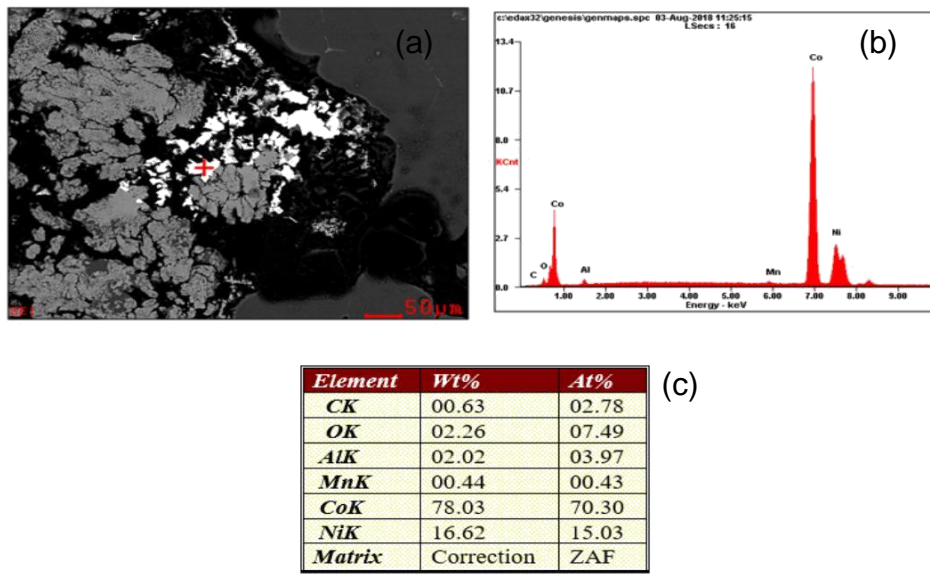 (a)
50µm
c:\edax32\genesis\genmaps.spc 03-Aug-2018 11:25:15
LSecs : 16
(b)
13.4
Co
10.7
8.0
KCnt
5.4
Co
2.7
Ni
C O Al Mn
0.0
1.00 2.00 3.00 4.00 5.00 6.00 7.00 8.00 9.00
Energy - keV
(c)
Element Wt% At%
CK 00.63 02.78
OK 02.26 07.49
AlK 02.02 03.97
MnK 00.44 00.43
CoK 78.03 70.30
NiK 16.62 15.03
Matrix Correction ZAF